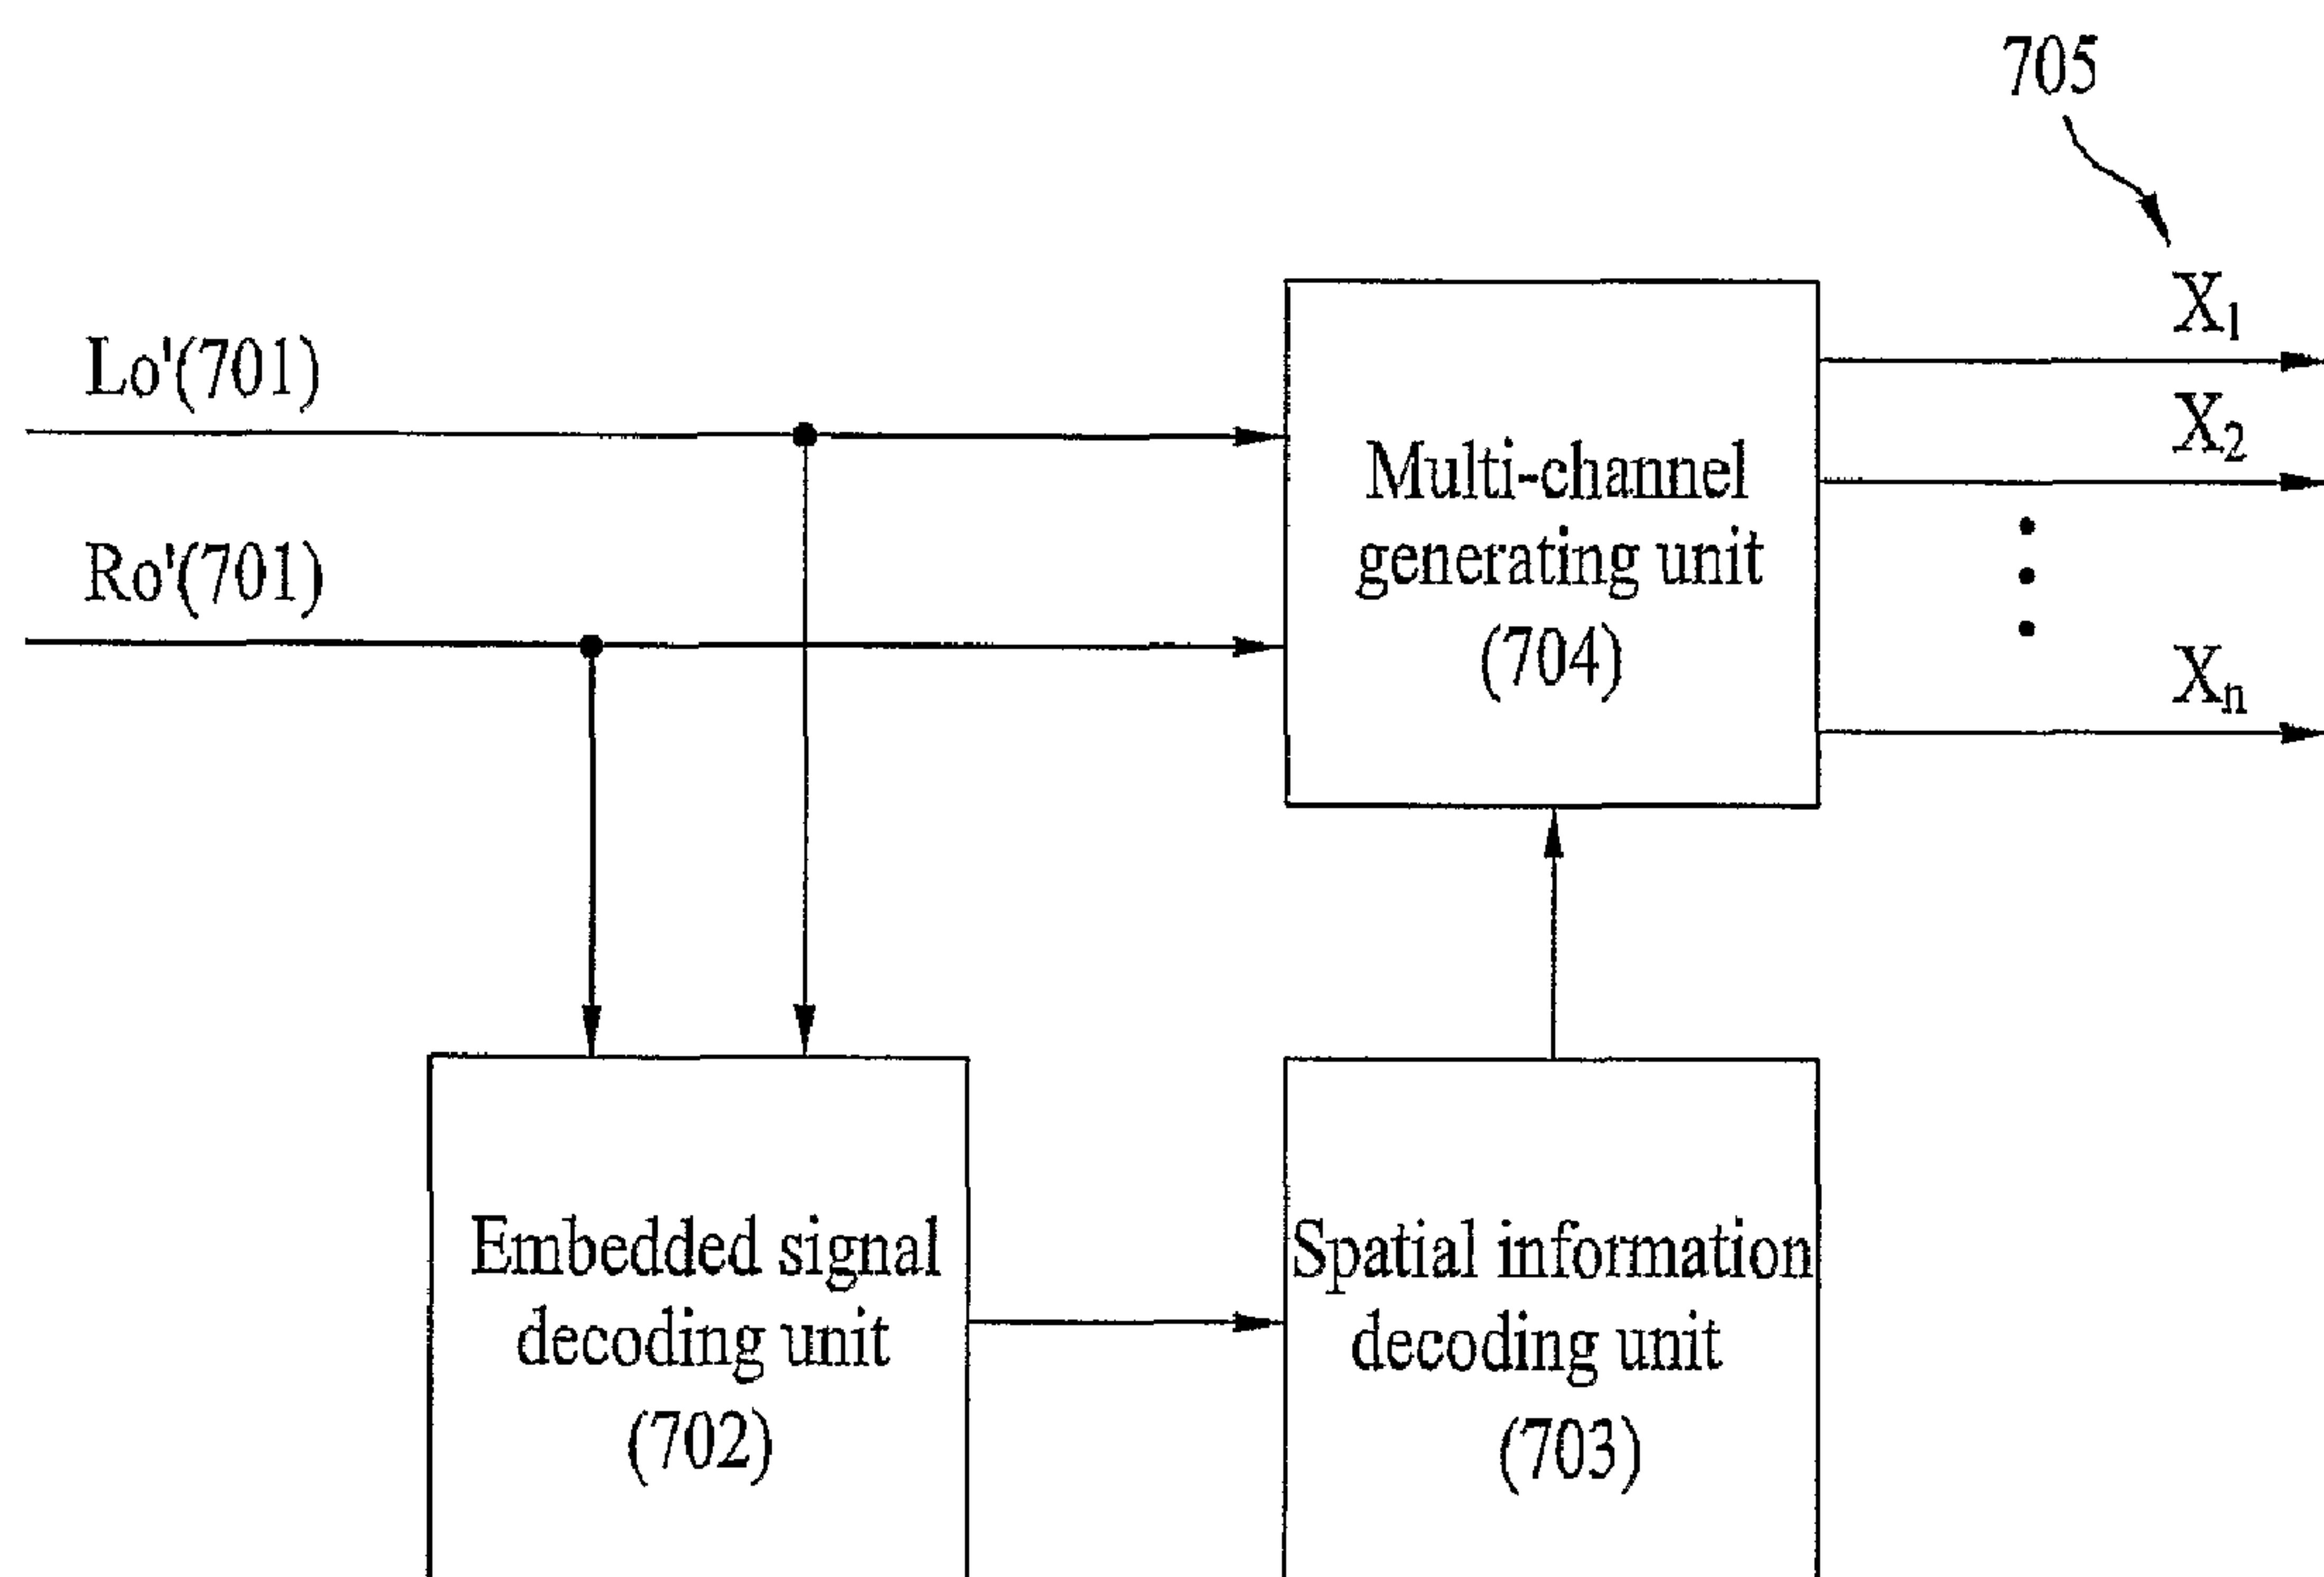 705
X1
Lo'(701)
X2
Multi-channel
generating unit
(704)
Ro'(701)
Xn
Embedded signal
decoding unit
(702)
Spatial information
decoding unit
(703)